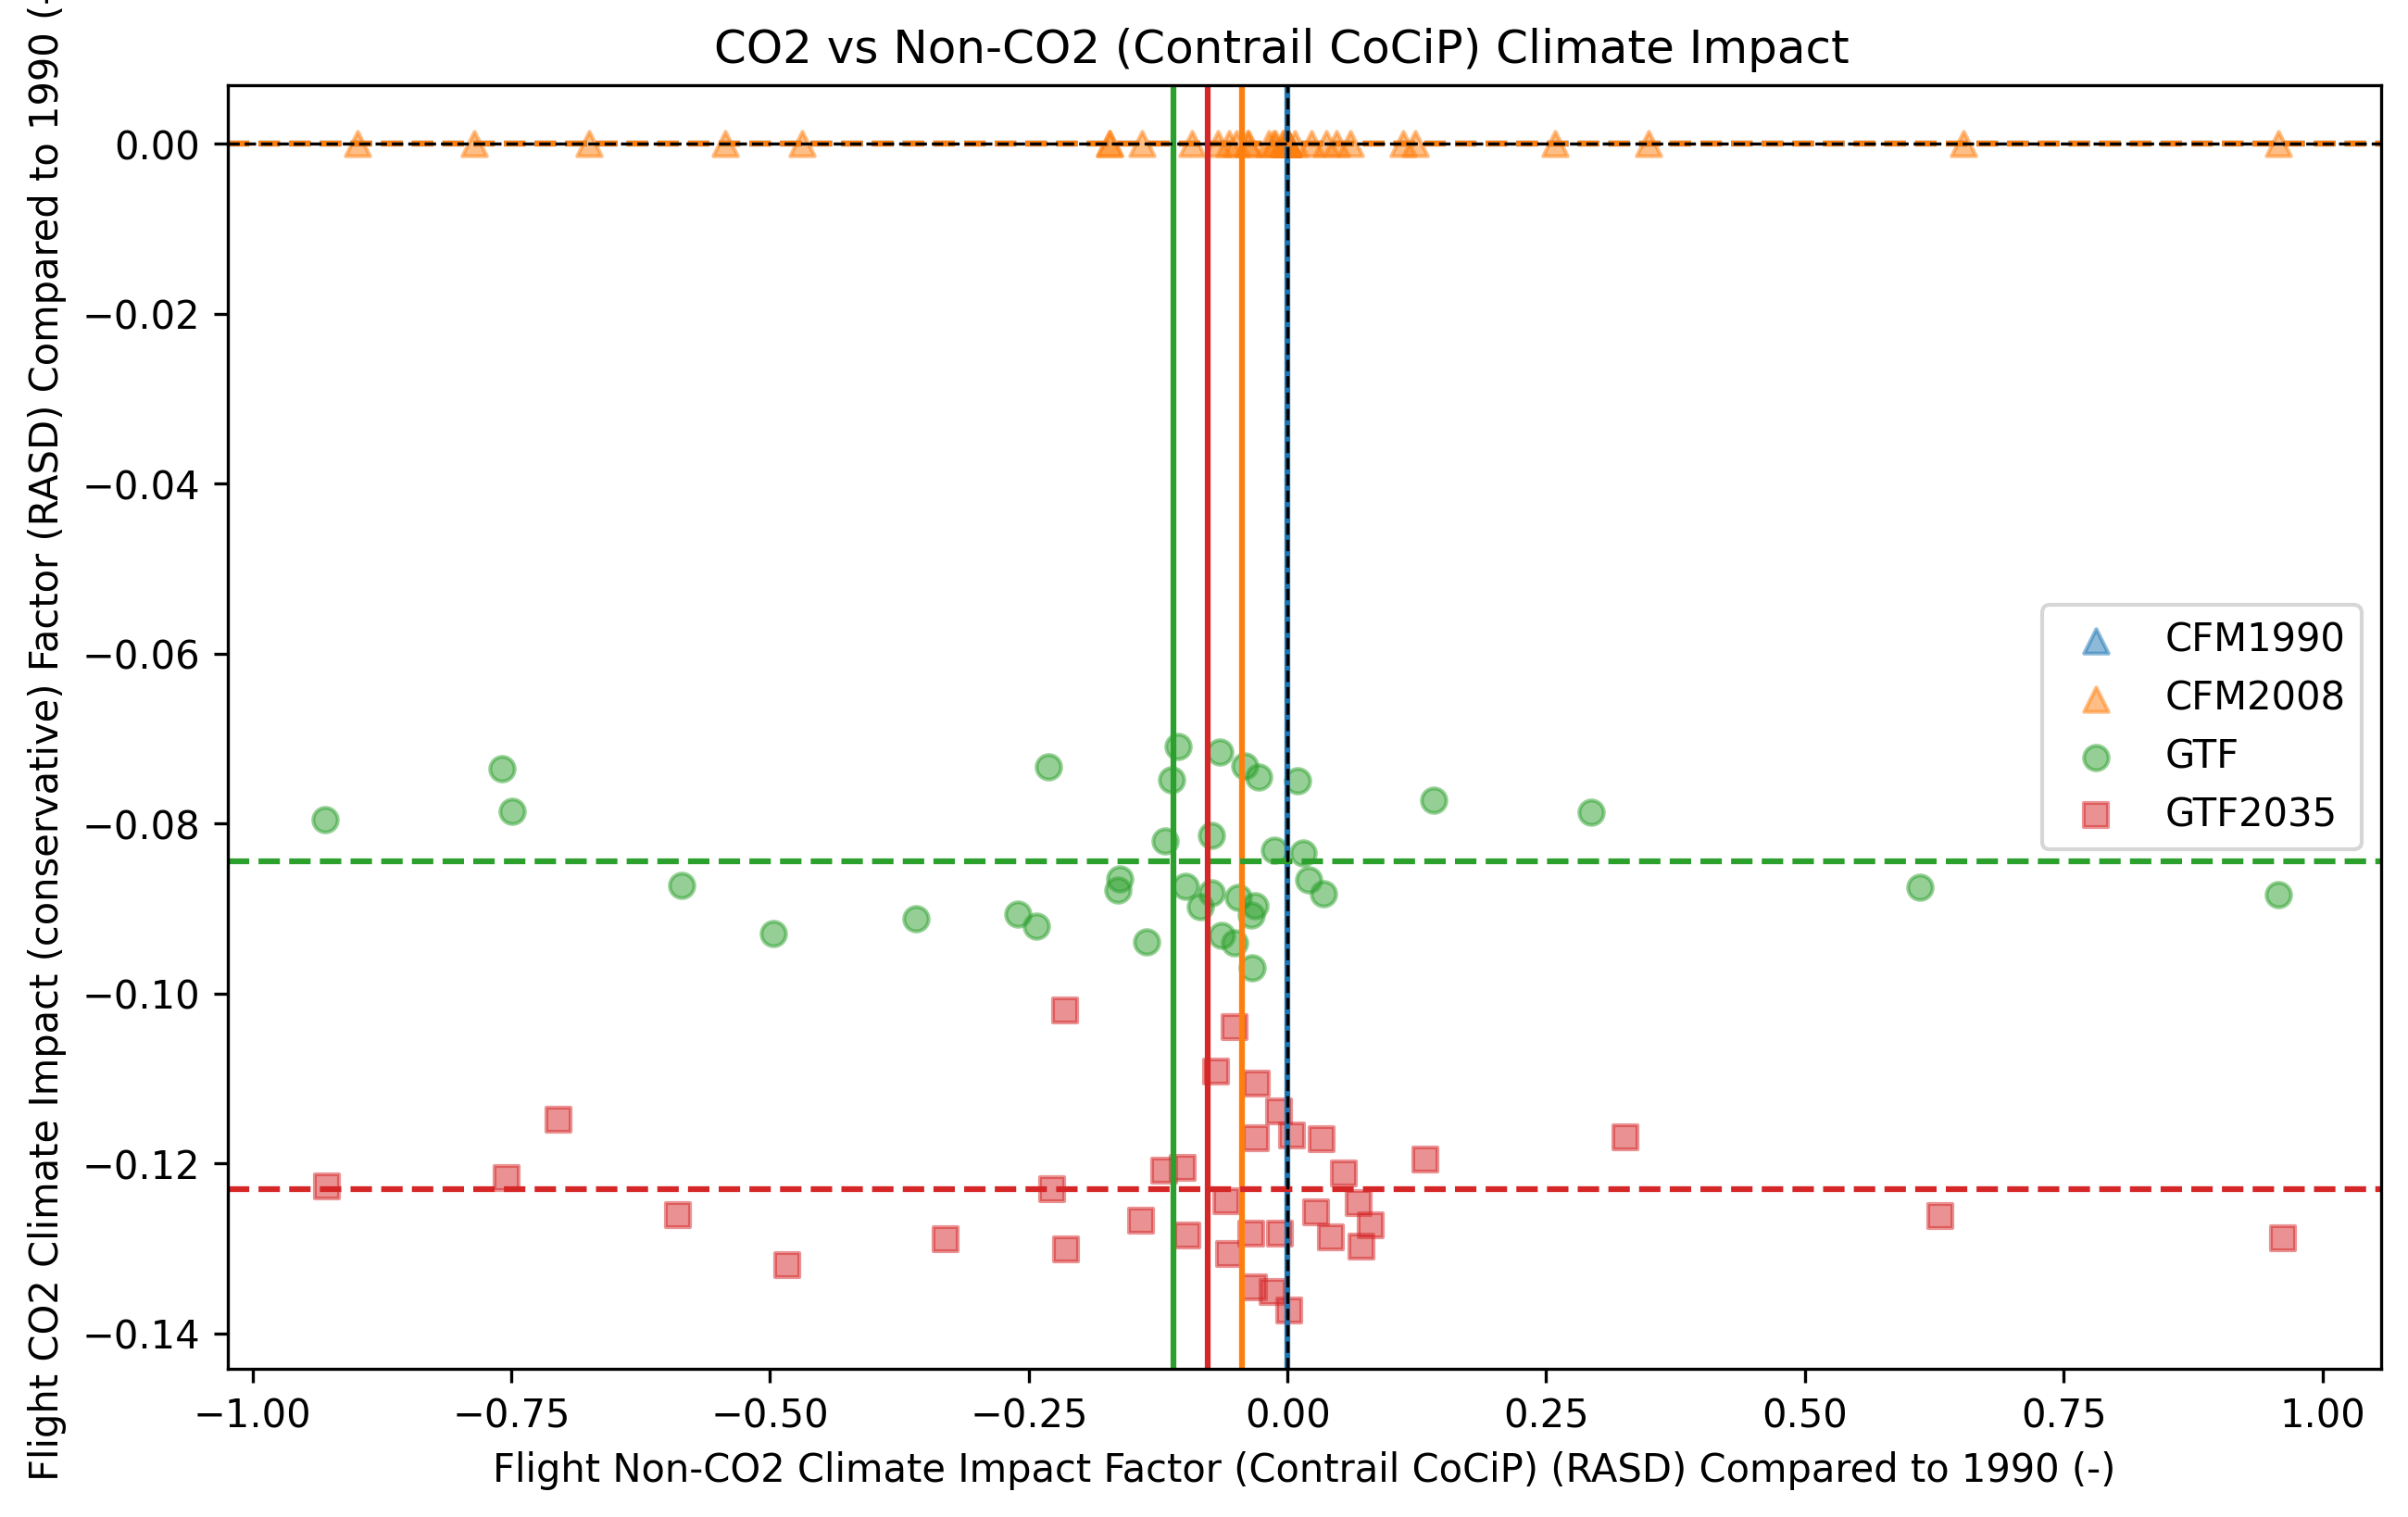 CO2 vs Non-CO2 (Contrail CoCiP) Climate Impact
Flight CO2 Climate Impact (conservative) Factor (RASD) Compared to 1990 (-
0.00
−0.02
−0.04
−0.06
−0.08
−0.10
−0.12
−0.14
CFM1990
CFM2008
GTF
GTF2035
−1.00 −0.75 −0.50 −0.25 0.00 0.25 0.50 0.75 1.00
Flight Non-CO2 Climate Impact Factor (Contrail CoCiP) (RASD) Compared to 1990 (-)